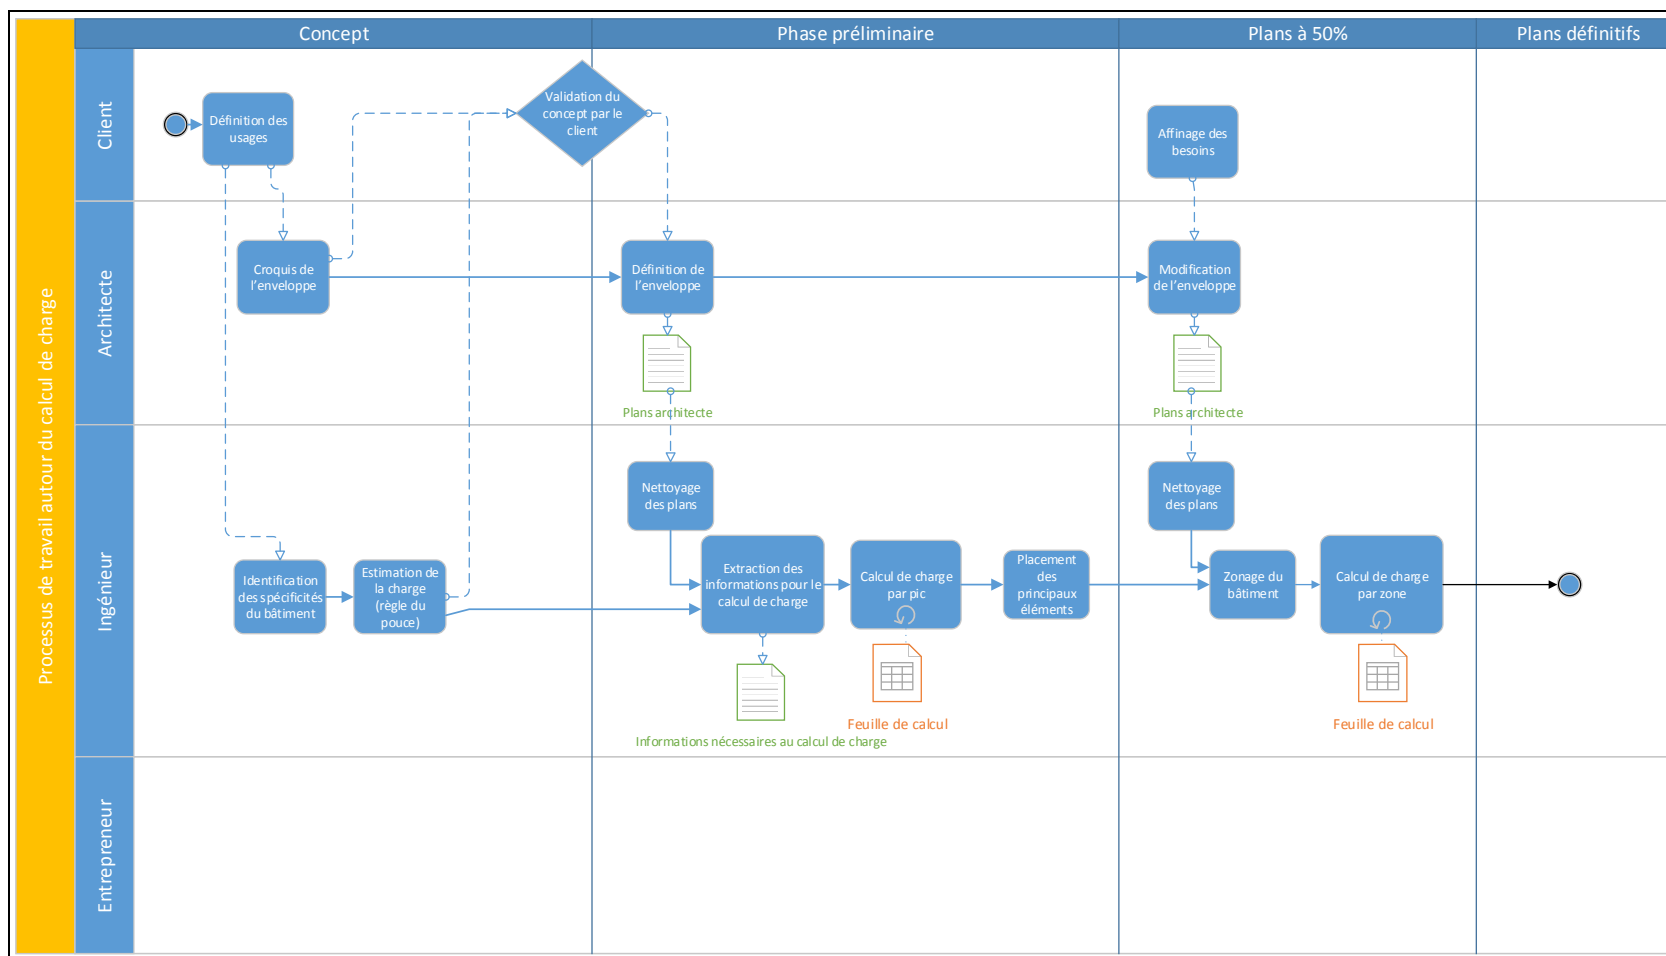 Processus de travail autour du calcul de charge
Concept
Phase préliminaire
Plans à 50%
Plans définitifs
Client
Définition des
usages
Validation du
concept par le
client
Affinage des
besoins
Architecte
Croquis de
l’enveloppe
Définition de
l’enveloppe
Modification
de l’enveloppe
Plans architecte
Plans architecte
Ingénieur
Nettoyage
des plans
Nettoyage
des plans
Identification
des spécificités
du bâtiment
Estimation de
la charge
(règle du
pouce)
Extraction des
informations pour le
calcul de charge
Calcul de charge
par pic
Placement
des
principaux
éléments
Zonage du
bâtiment
Calcul de charge
par zone
Feuille de calcul
Feuille de calcul
Informations nécessaires au calcul de charge
Entrepreneur